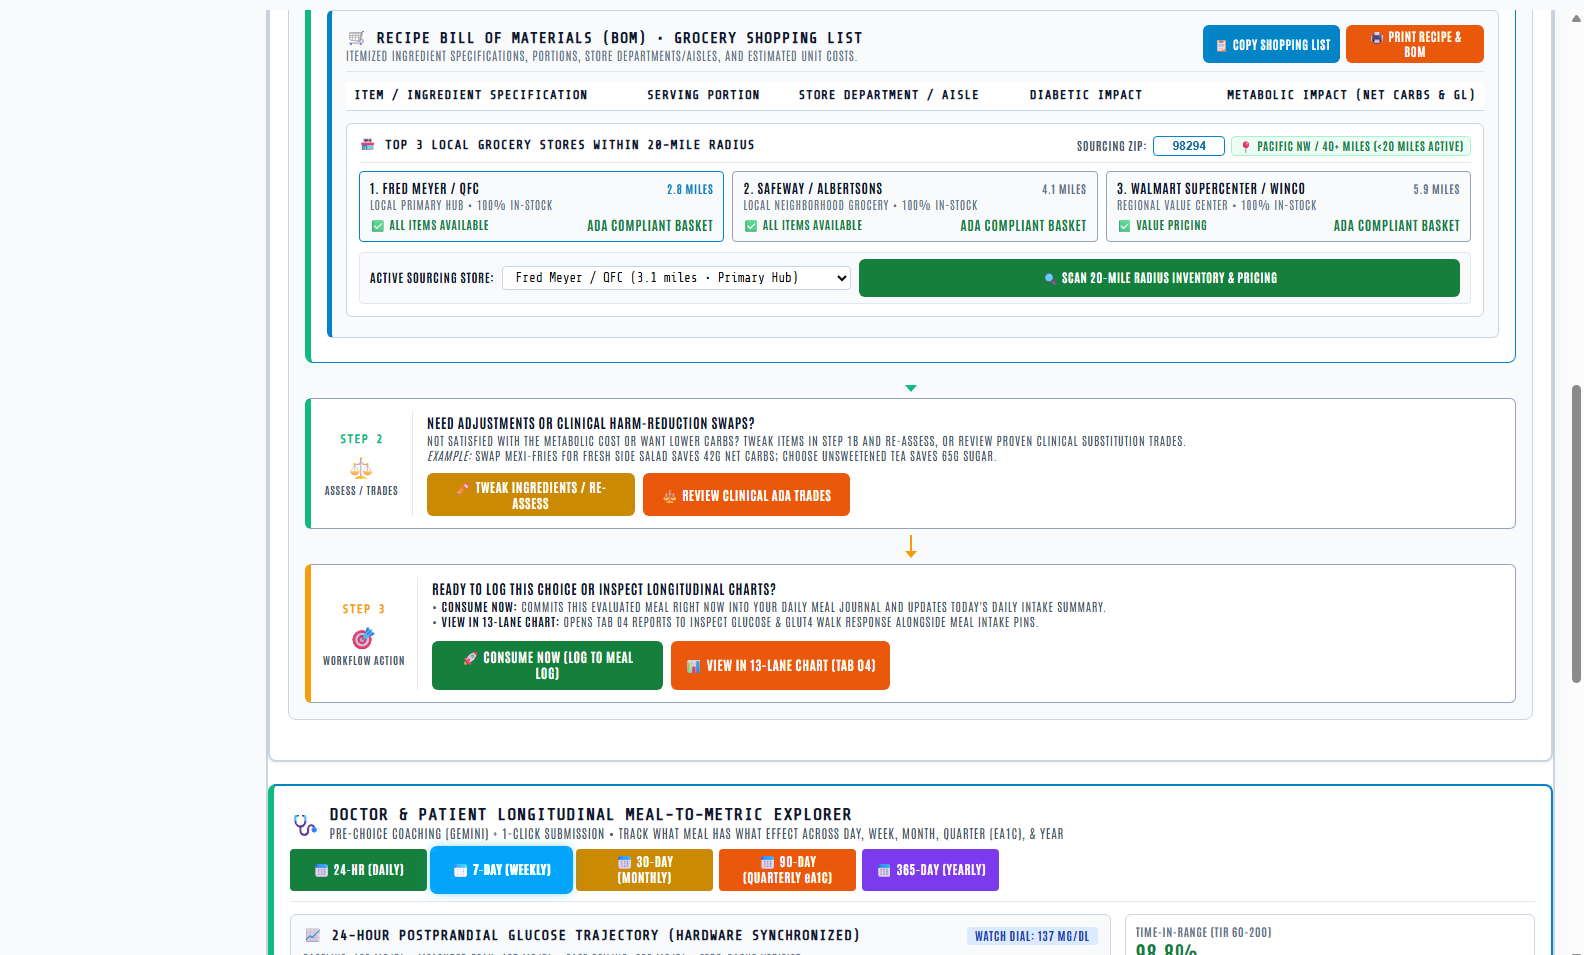 RECIPE BILL OF MATERIALS (BOM) · GROCERY SHOPPING LIST
ITEMIZED INGREDIENT SPECIFICATIONS, PORTIONS, STORE DEPARTMENTS/AISLES, AND ESTIMATED UNIT COSTS.
COPY SHOPPING LIST
PRINT RECIPE &
BOM
ITEM / INGREDIENT SPECIFICATION SERVING PORTION STORE DEPARTMENT / AISLE DIABETIC IMPACT METABOLIC IMPACT (NET CARBS & GL)
TOP 3 LOCAL GROCERY STORES WITHIN 20-MILE RADIUS
SOURCING ZIP: 98294 PACIFIC NW / 40+ MILES (<20 MILES ACTIVE)
1. FRED MEYER / QFC 2.8 MILES
LOCAL PRIMARY HUB • 100% IN-STOCK
ALL ITEMS AVAILABLE ADA COMPLIANT BASKET
2. SAFEWAY / ALBERTSONS 4.1 MILES
LOCAL NEIGHBORHOOD GROCERY • 100% IN-STOCK
ALL ITEMS AVAILABLE ADA COMPLIANT BASKET
3. WALMART SUPERCENTER / WINCO 5.9 MILES
REGIONAL VALUE CENTER • 100% IN-STOCK
VALUE PRICING ADA COMPLIANT BASKET
ACTIVE SOURCING STORE: Fred Meyer / QFC (3.1 miles · Primary Hub) SCAN 20-MILE RADIUS INVENTORY & PRICING
STEP 2
ASSESS / TRADES
NEED ADJUSTMENTS OR CLINICAL HARM-REDUCTION SWAPS?
NOT SATISFIED WITH THE METABOLIC COST OR WANT LOWER CARBS? TWEAK ITEMS IN STEP 1B AND RE-ASSESS, OR REVIEW PROVEN CLINICAL SUBSTITUTION TRADES.
EXAMPLE: SWAP MEXI-FRIES FOR FRESH SIDE SALAD SAVES 42G NET CARBS; CHOOSE UNSWEETENED TEA SAVES 65G SUGAR.
TWEAK INGREDIENTS / RE-
ASSESS
REVIEW CLINICAL ADA TRADES
STEP 3
WORKFLOW ACTION
READY TO LOG THIS CHOICE OR INSPECT LONGITUDINAL CHARTS?
• CONSUME NOW: COMMITS THIS EVALUATED MEAL RIGHT NOW INTO YOUR DAILY MEAL JOURNAL AND UPDATES TODAY'S DAILY INTAKE SUMMARY.
• VIEW IN 13-LANE CHART: OPENS TAB 04 REPORTS TO INSPECT GLUCOSE & GLUT4 WALK RESPONSE ALONGSIDE MEAL INTAKE PINS.
CONSUME NOW (LOG TO MEAL
LOG)
VIEW IN 13-LANE CHART (TAB 04)
DOCTOR & PATIENT LONGITUDINAL MEAL-TO-METRIC EXPLORER
PRE-CHOICE COACHING (GEMINI) + 1-CLICK SUBMISSION • TRACK WHAT MEAL HAS WHAT EFFECT ACROSS DAY, WEEK, MONTH, QUARTER (EA1C), & YEAR
24-HR (DAILY)
7-DAY (WEEKLY)
30-DAY
(MONTHLY)
90-DAY
(QUARTERLY eA1C)
365-DAY (YEARLY)
24-HOUR POSTPRANDIAL GLUCOSE TRAJECTORY (HARDWARE SYNCHRONIZED)
WATCH DIAL: 137 MG/DL
TIME-IN-RANGE (TIR 60-200)
98.80%